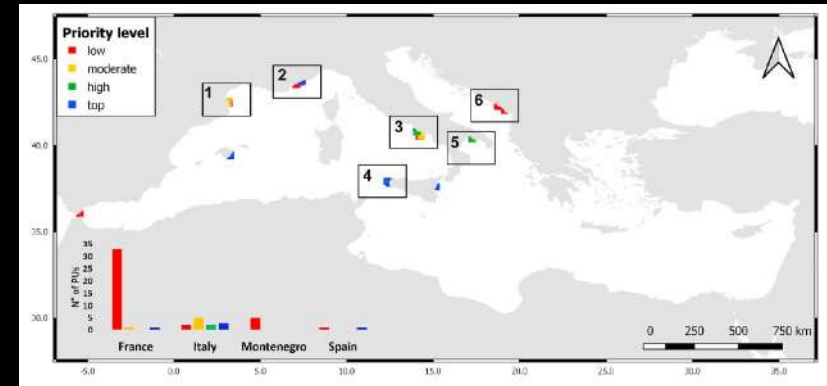 Priority level
low
moderate
high
top
1
2
3
4
5
6
45.0
40.0
35.0
30.0
N° of PUs
35
30
25
20
15
10
5
0
France Italy Montenegro Spain
0 250 500 750 km
-5.0 0.0 5.0 10.0 15.0 20.0 25.0 30.0 35.0